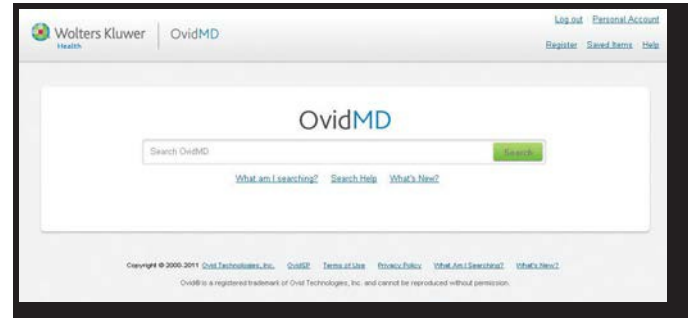 Log out Personal Account
Wolters Kluwer OvidMD
Health
Register Saved Items Help
OvidMD
Search OvidMD
Search
What am I searching? Search Help What's New?
Copyright © 2000-2011 Ovid Technologies, Inc. OvidSP Terms of Use Privacy Policy What Am I Searching? What's New?
Ovid® is a registered trademark of Ovid Technologies, Inc. and cannot be reproduced without permission.